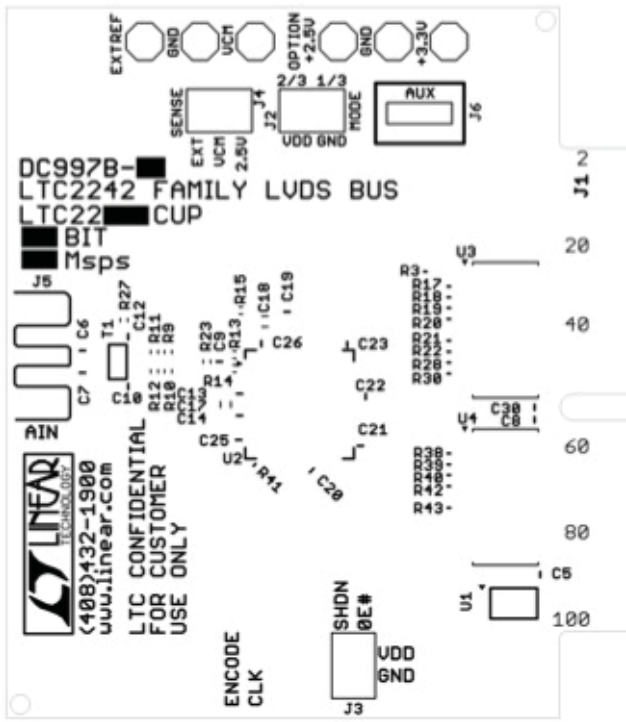 EXTREF
GND
VCM
OPTION
+2.5V
GND
+3.3V
SENSE
EXT
VCM
2.5V
J4
J2
2/3 1/3
VDD GND
MODE
AUX
J6
DC997B-
LTC2242 FAMILY LVDS BUS
LTC22 CUP
BIT
Msps
2
J1
20
40
60
80
100
J5
AIN
C6
C7
T1
R27
C12
C10
R11
R9
R12
R10
R23
C9
R13
R14
R15
C18
C19
C26
C23
C22
C21
C20
R41
U2
C25
R3
R17
R18
R19
R20
R21
R22
R28
R30
U3
C30
C8
U4
R38
R39
R40
R42
R43
C5
U1
LINEAR
TECHNOLOGY
(408)432-1900
www.linear.com
LTC CONFIDENTIAL
FOR CUSTOMER
USE ONLY
ENCODE
CLK
SHDN
OE#
VDD
GND
J3